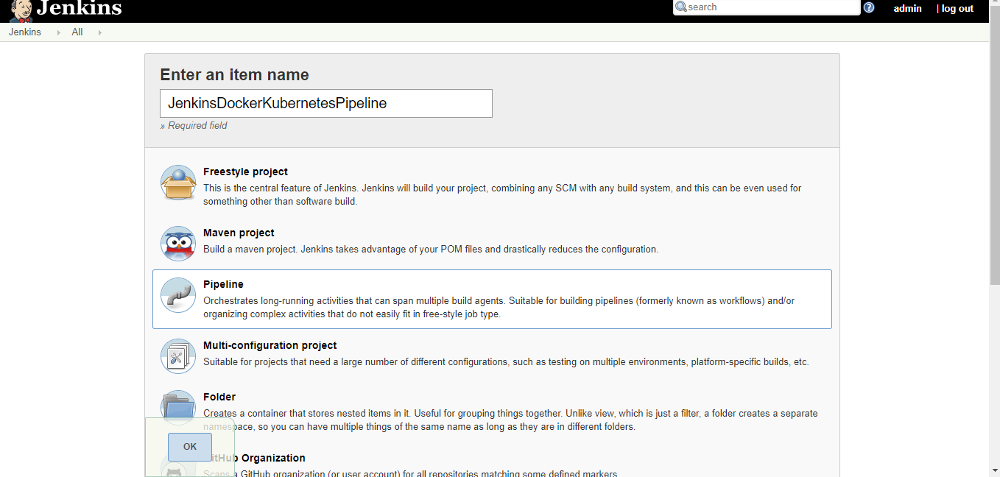 Jenkins
search
admin
| log out
Jenkins
All
Enter an item name
JenkinsDockerKubernetesPipeline
» Required field
Freestyle project
This is the central feature of Jenkins. Jenkins will build your project, combining any SCM with any build system, and this can be even used for
something other than software build.
Maven project
Build a maven project. Jenkins takes advantage of your POM files and drastically reduces the configuration.
Pipeline
Orchestrates long-running activities that can span multiple build agents. Suitable for building pipelines (formerly known as workflows) and/or
organizing complex activities that do not easily fit in free-style job type.
Multi-configuration project
Suitable for projects that need a large number of different configurations, such as testing on multiple environments, platform-specific builds, etc.
Folder
Creates a container that stores nested items in it. Useful for grouping things together. Unlike view, which is just a filter, a folder creates a separate
namespace, so you can have multiple things of the same name as long as they are in different folders.
OK
GitHub Organization
Scans a GitHub organization (or user account) for all repositories matching some defined markers.